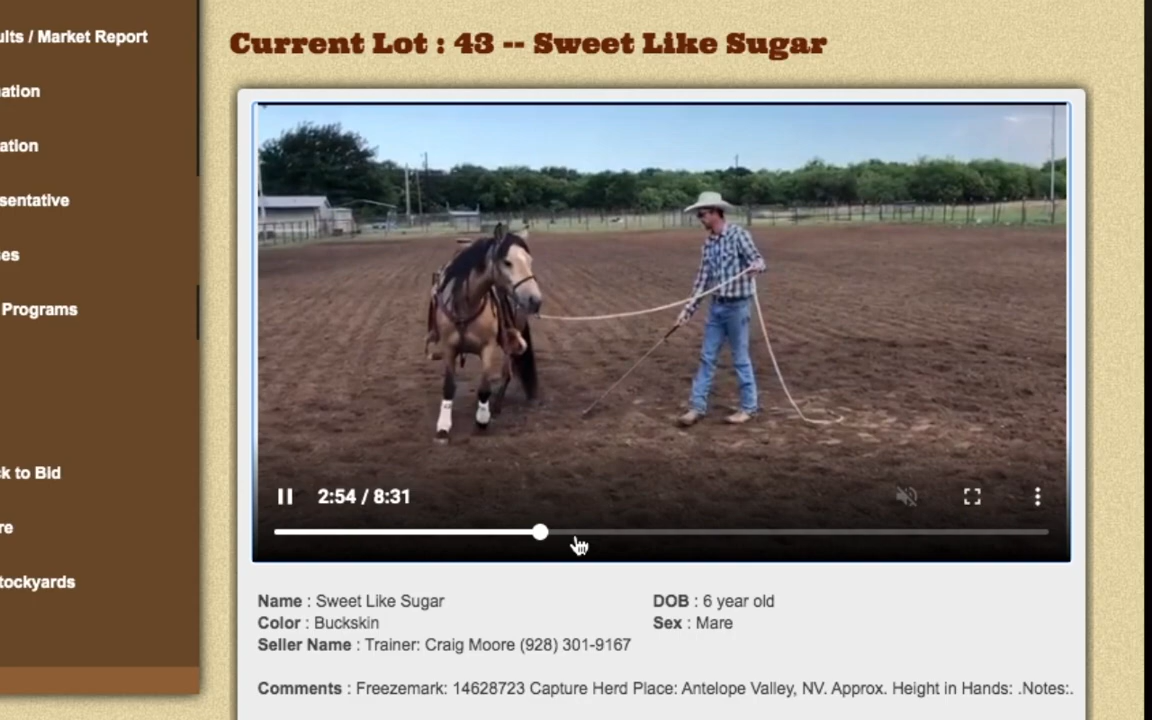 ults / Market Report
ation
ation
sentative
es
Programs
k to Bid
re
tockyards
Current Lot : 43 -- Sweet Like Sugar
2:54 / 8:31
Name : Sweet Like Sugar
DOB : 6 year old
Color : Buckskin
Sex : Mare
Seller Name : Trainer: Craig Moore (928) 301-9167
Comments : Freezemark: 14628723 Capture Herd Place: Antelope Valley, NV. Approx. Height in Hands: .Notes:.